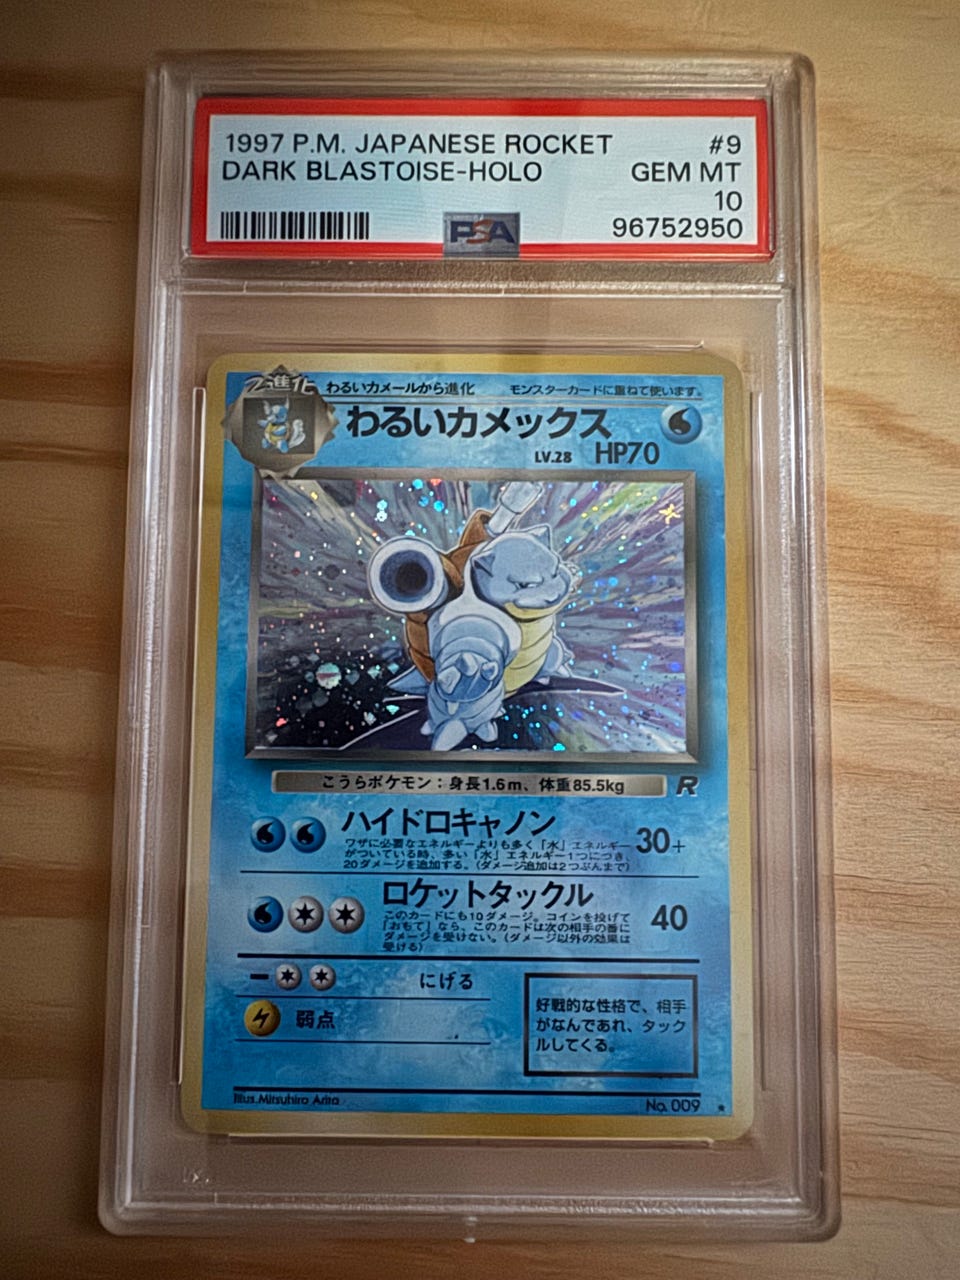 1997 P.M. JAPANESE ROCKET #9
DARK BLASTOISE-HOLO GEM MT
10
PSA 96752950
2進化 わるいカメールから進化 モンスターカードに重ねて使います。
わるいカメックス
LV.28 HP70
こうらポケモン：身長1.6m、体重85.5kg R
ハイドロキャノン 30+
ワザに必要なエネルギーよりも多く「水」エネルギー
がついている時、多い「水」エネルギー1つにつき、
20ダメージを追加する。（ダメージ追加は2つぶんまで）
ロケットタックル 40
このカードにも10ダメージ。コインを投げて
「おもて」なら、このカードは次の相手の番に
ダメージを受けない。（ダメージ以外の効果は
受ける）
にげる
弱点
好戦的な性格で、相手
がなんであれ、タック
ルしてくる。
Illus.Mitsuhiro Arita No.009 ★